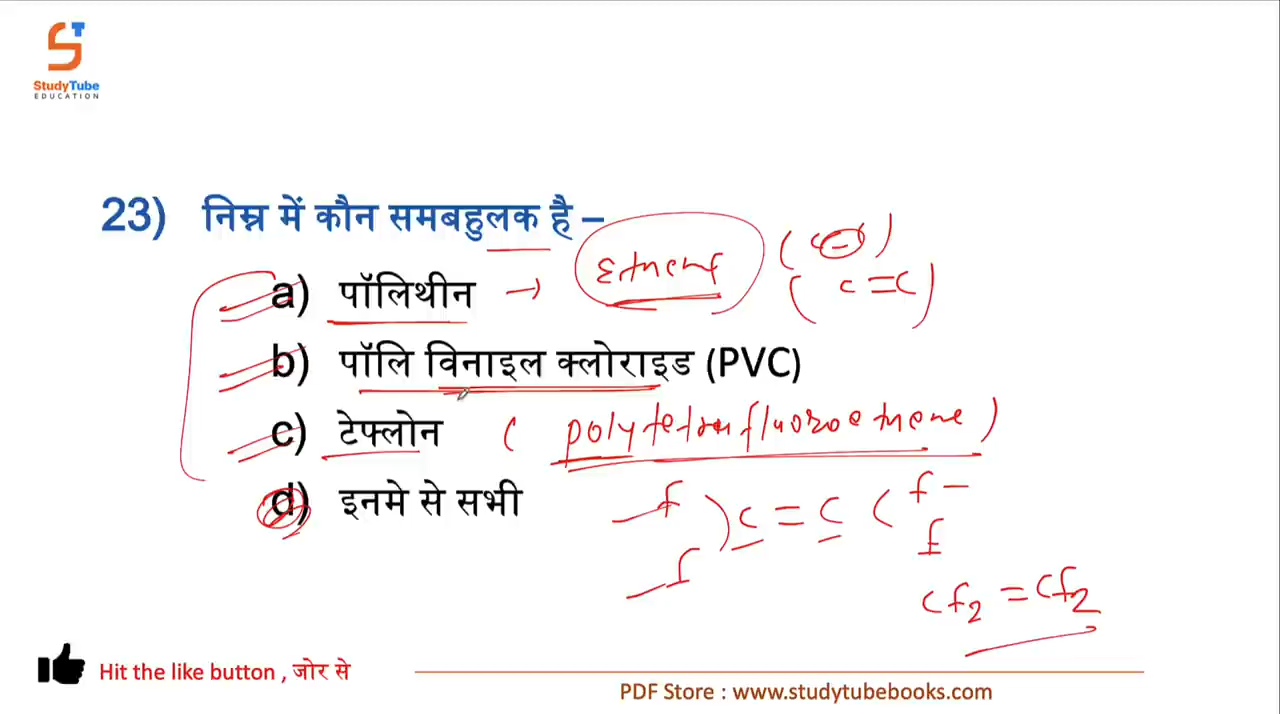 StudyTube
EDUCATION
23) निम्न में कौन समबहुलक है –
a) पॉलिथीन → Ethene
( C=C )
b) पॉलि विनाइल क्लोराइड (PVC)
c) टेफ्लोन ( polytetrafluoroethene )
d) इनमे से सभी
f f
C = C
f f
CF2 = CF2
Hit the like button , जोर से
PDF Store : www.studytubebooks.com